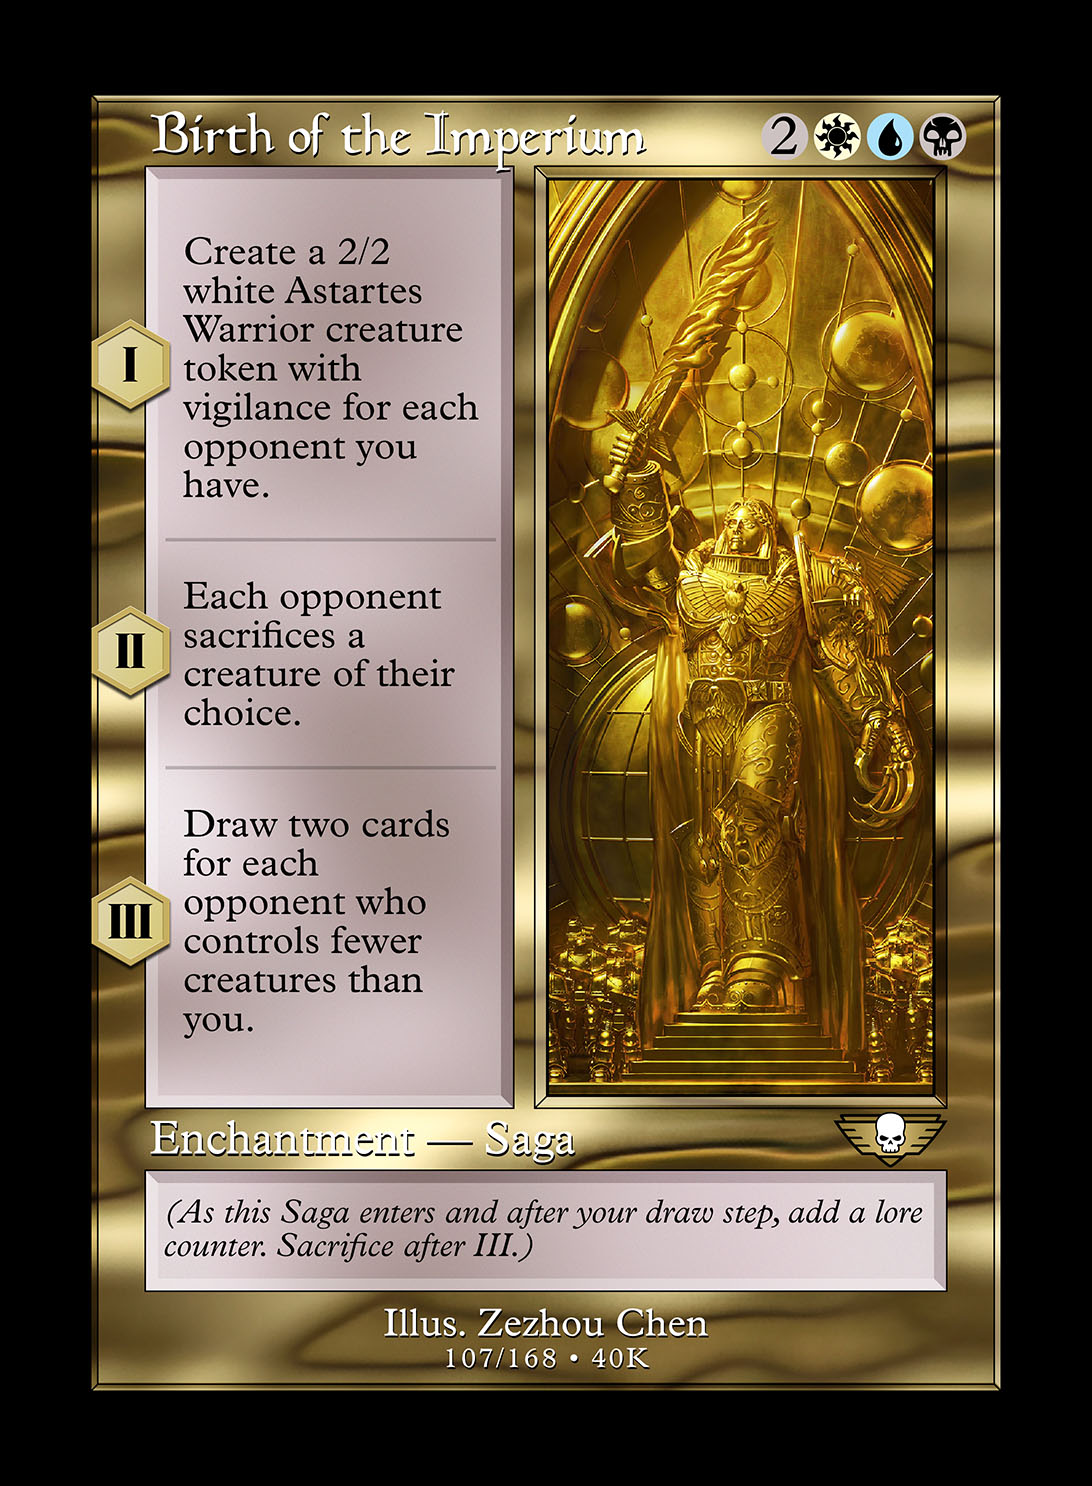 Birth of the Imperium 2
I
Create a 2/2
white Astartes
Warrior creature
token with
vigilance for each
opponent you
have.
II
Each opponent
sacrifices a
creature of their
choice.
III
Draw two cards
for each
opponent who
controls fewer
creatures than
you.
Enchantment — Saga
(As this Saga enters and after your draw step, add a lore
counter. Sacrifice after III.)
Illus. Zezhou Chen
107/168 • 40K